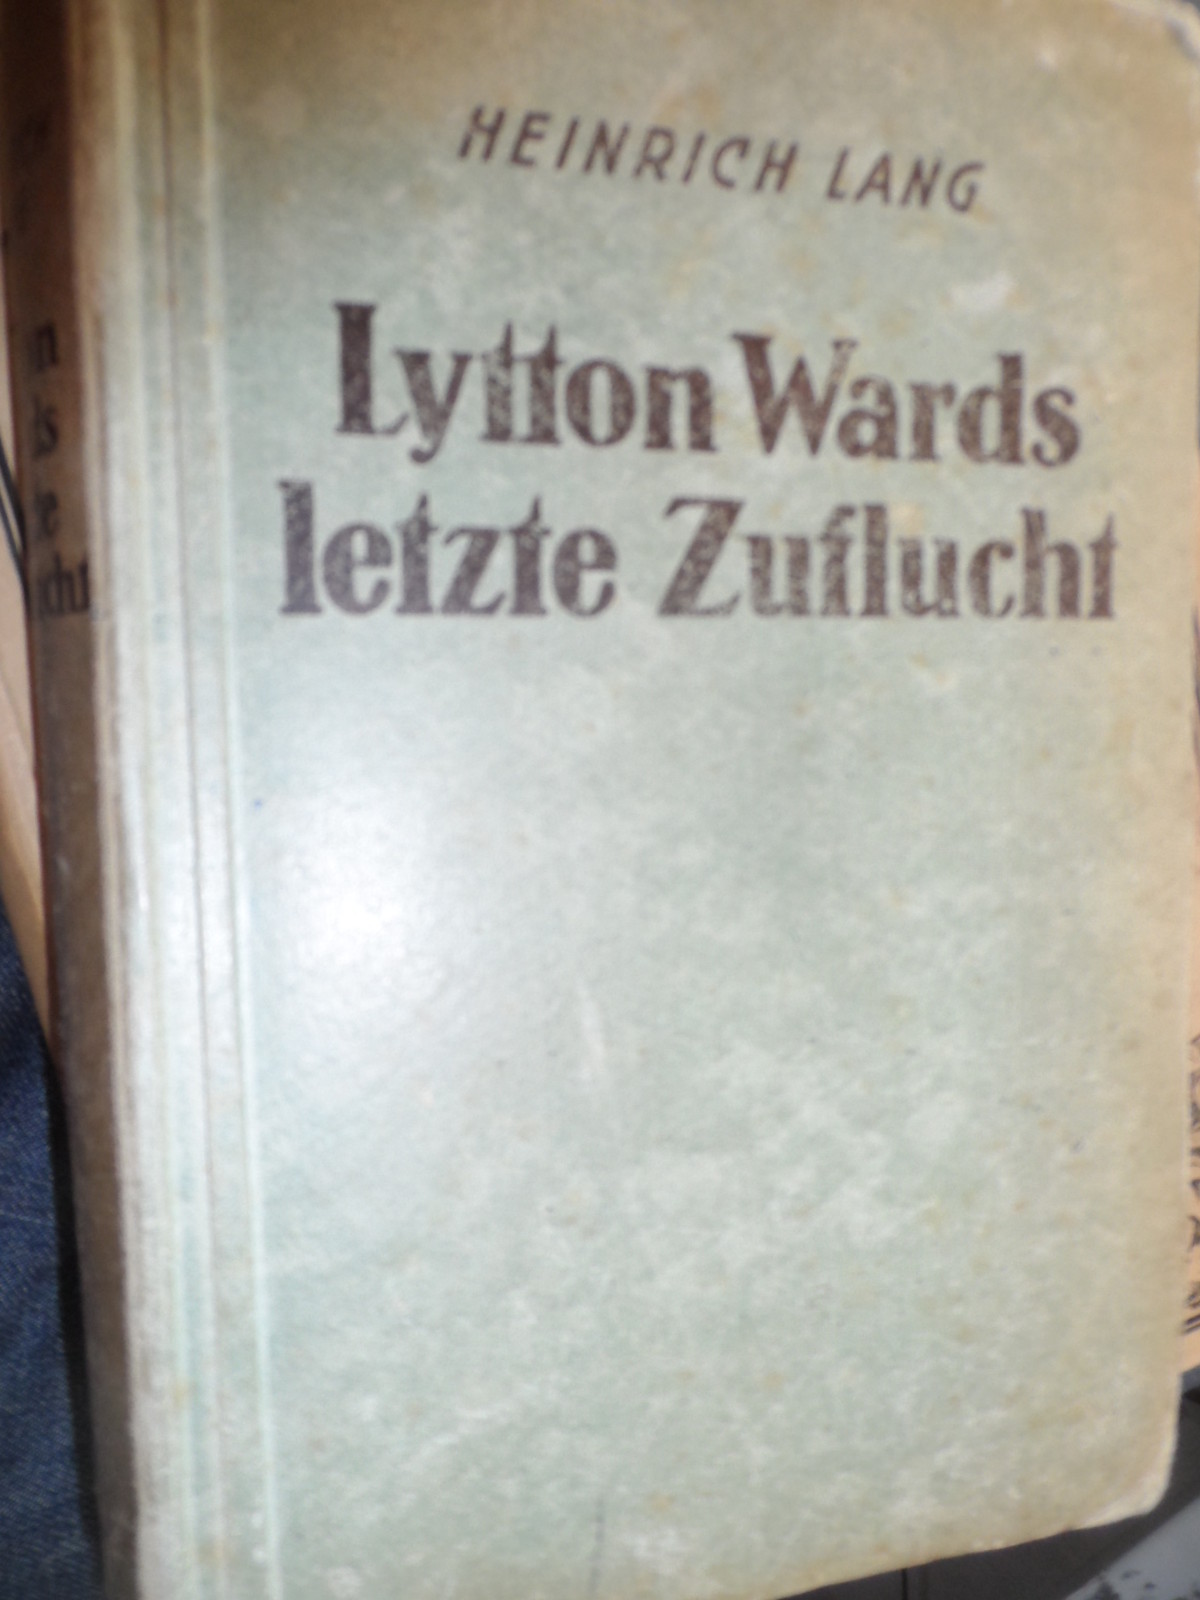 HEINRICH LANG
Lytton Wards
letzte Zuflucht